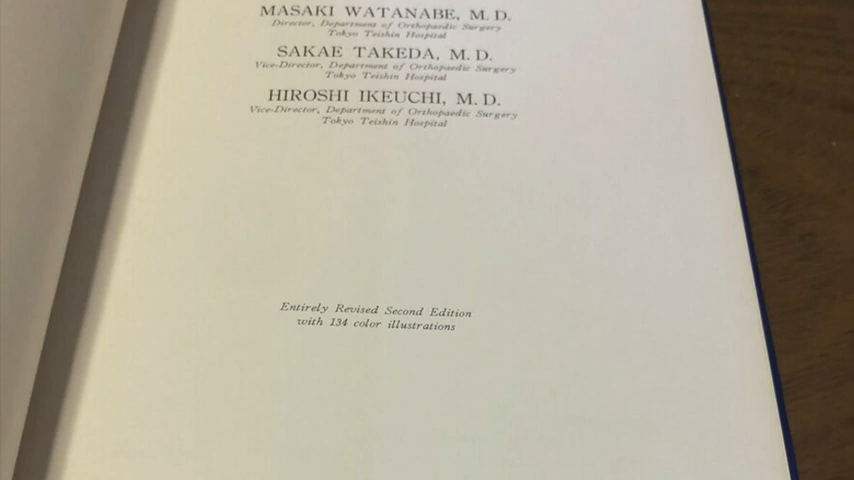 MASAKI WATANABE, M. D.
Director, Department of Orthopaedic Surgery
Tokyo Teishin Hospital
SAKAE TAKEDA, M. D.
Vice-Director, Department of Orthopaedic Surgery
Tokyo Teishin Hospital
HIROSHI IKEUCHI, M. D.
Vice-Director, Department of Orthopaedic Surgery
Tokyo Teishin Hospital
Entirely Revised Second Edition
with 134 color illustrations